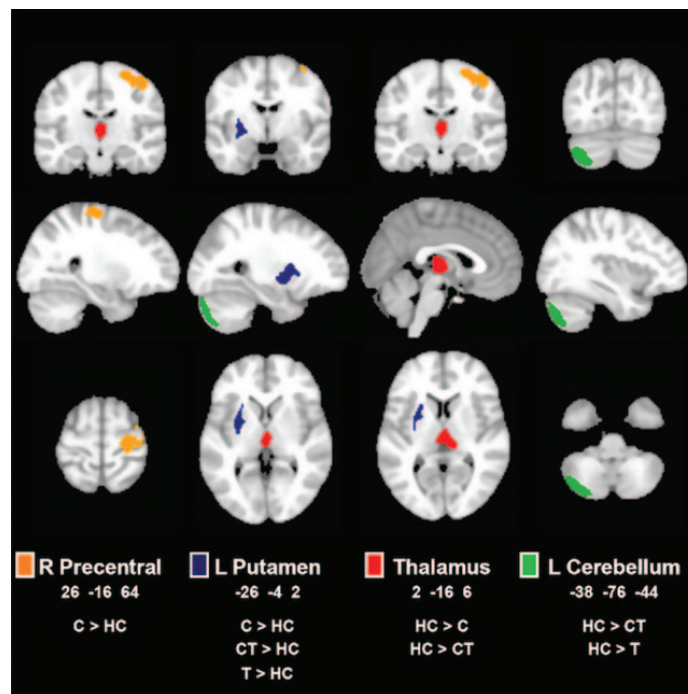 R Precentral L Putamen Thalamus L Cerebellum
26 -16 64 -26 -4 2 2 -16 6 -38 -76 -44
C > HC C > HC HC > C HC > CT
CT > HC HC > CT HC > T
T > HC